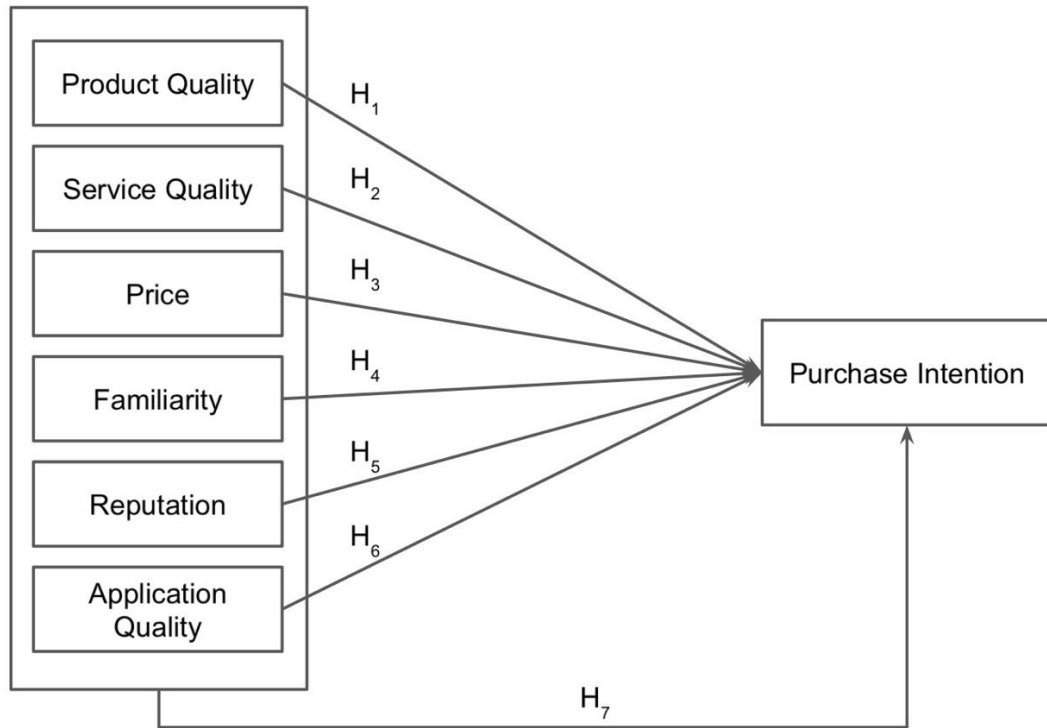 Product Quality
H₁
Service Quality
H₂
Price
H₃
Familiarity
H₄
Reputation
H₅
Application
Quality
H₆
Purchase Intention
H₇